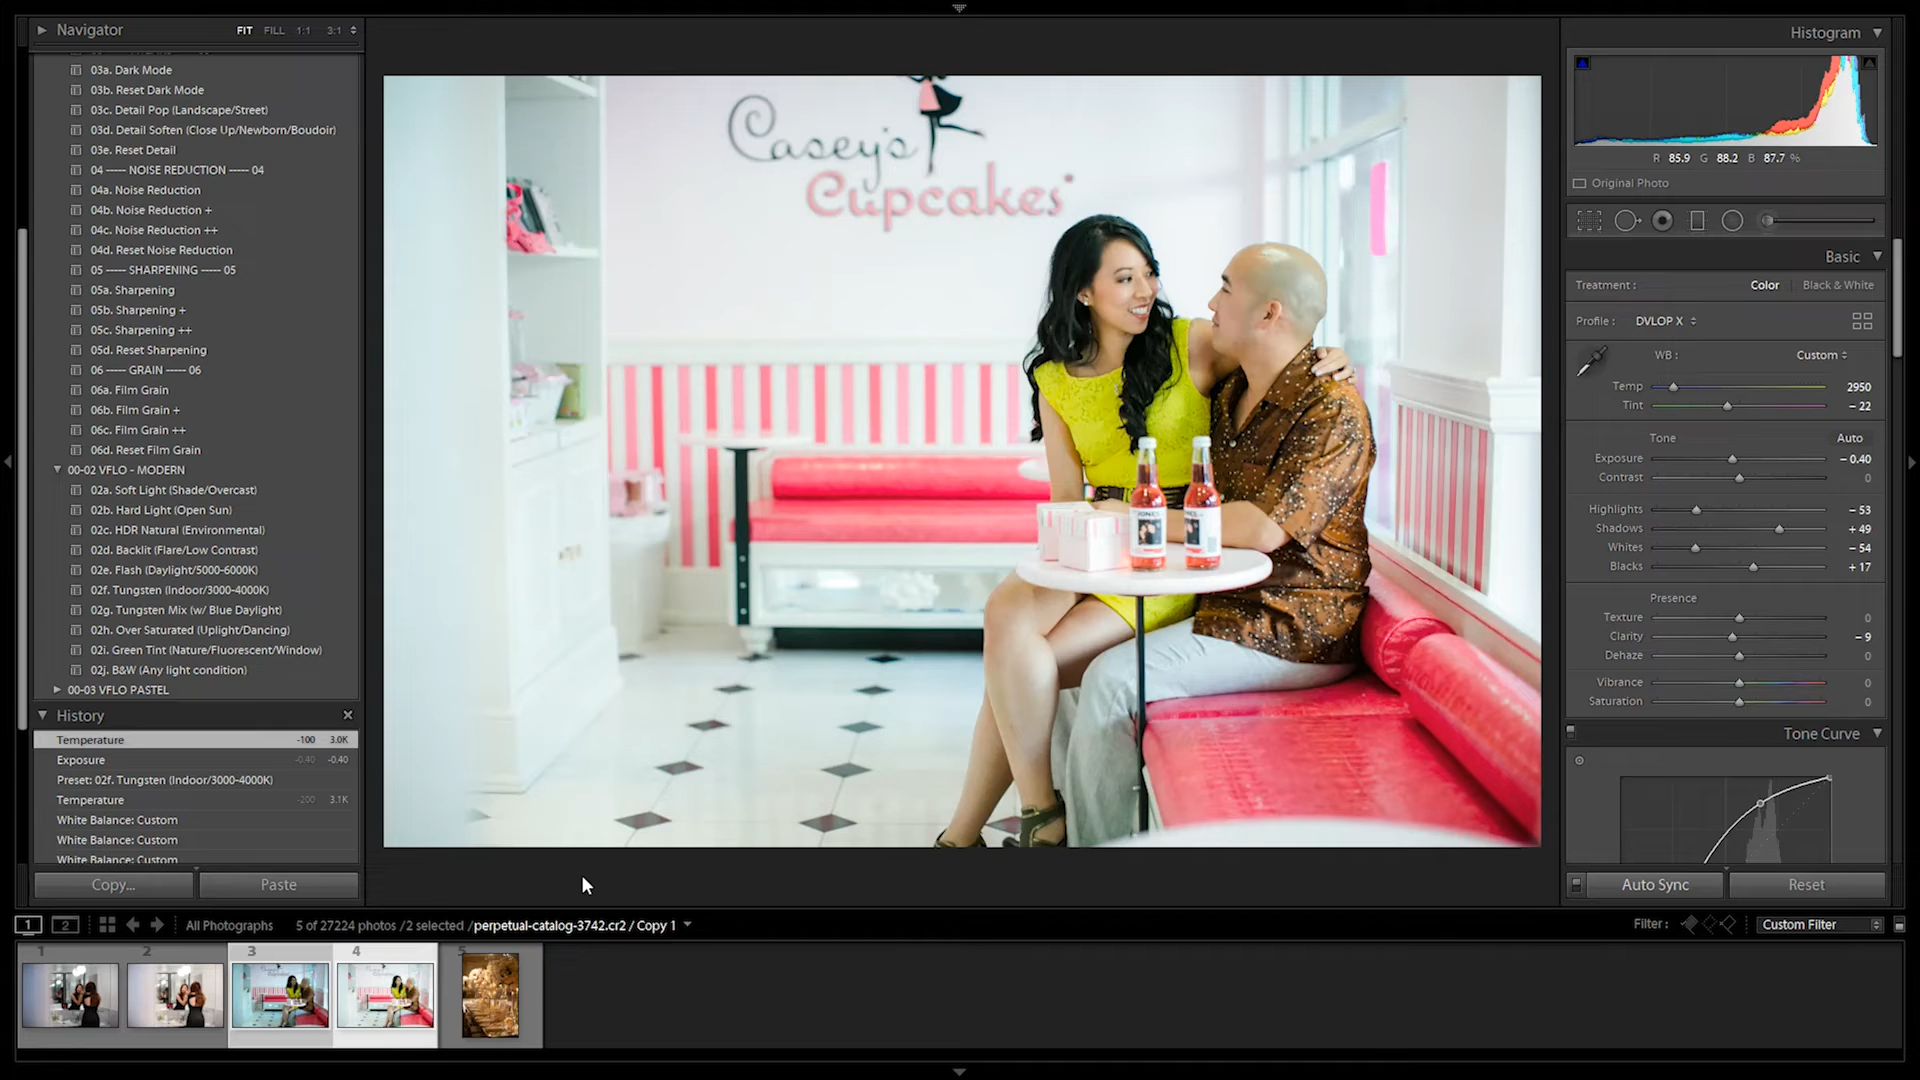 Navigator
FIT FILL 1:1 3:1
03a. Dark Mode
03b. Reset Dark Mode
03c. Detail Pop (Landscape/Street)
03d. Detail Soften (Close Up/Newborn/Boudoir)
03e. Reset Detail
04 ----- NOISE REDUCTION ----- 04
04a. Noise Reduction
04b. Noise Reduction +
04c. Noise Reduction ++
04d. Reset Noise Reduction
05 ----- SHARPENING ----- 05
05a. Sharpening
05b. Sharpening +
05c. Sharpening ++
05d. Reset Sharpening
06 ----- GRAIN ----- 06
06a. Film Grain
06b. Film Grain +
06c. Film Grain ++
06d. Reset Film Grain
00-02 VFLO - MODERN
02a. Soft Light (Shade/Overcast)
02b. Hard Light (Open Sun)
02c. HDR Natural (Environmental)
02d. Backlit (Flare/Low Contrast)
02e. Flash (Daylight/5000-6000K)
02f. Tungsten (Indoor/3000-4000K)
02g. Tungsten Mix (w/ Blue Daylight)
02h. Over Saturated (Uplight/Dancing)
02i. Green Tint (Nature/Fluorescent/Window)
02j. B&W (Any light condition)
00-03 VFLO PASTEL
History
Temperature -100 3.0K
Exposure -0.40 -0.40
Preset: 02f. Tungsten (Indoor/3000-4000K)
Temperature -200 3.1K
White Balance: Custom
White Balance: Custom
White Balance: Custom
Copy... Paste
Casey's
Cupcakes
JONES
Histogram
R 85.9 G 88.2 B 87.7 %
Original Photo
Basic
Treatment : Color Black & White
Profile : DVLOP X
WB : Custom
Temp 2950
Tint – 22
Tone Auto
Exposure – 0.40
Contrast 0
Highlights – 53
Shadows + 49
Whites – 54
Blacks + 17
Presence
Texture 0
Clarity – 9
Dehaze 0
Vibrance 0
Saturation 0
Tone Curve
Auto Sync Reset
1 2 All Photographs 5 of 27224 photos /2 selected /perpetual-catalog-3742.cr2 / Copy 1
Filter : Custom Filter
1 2 3 4 5